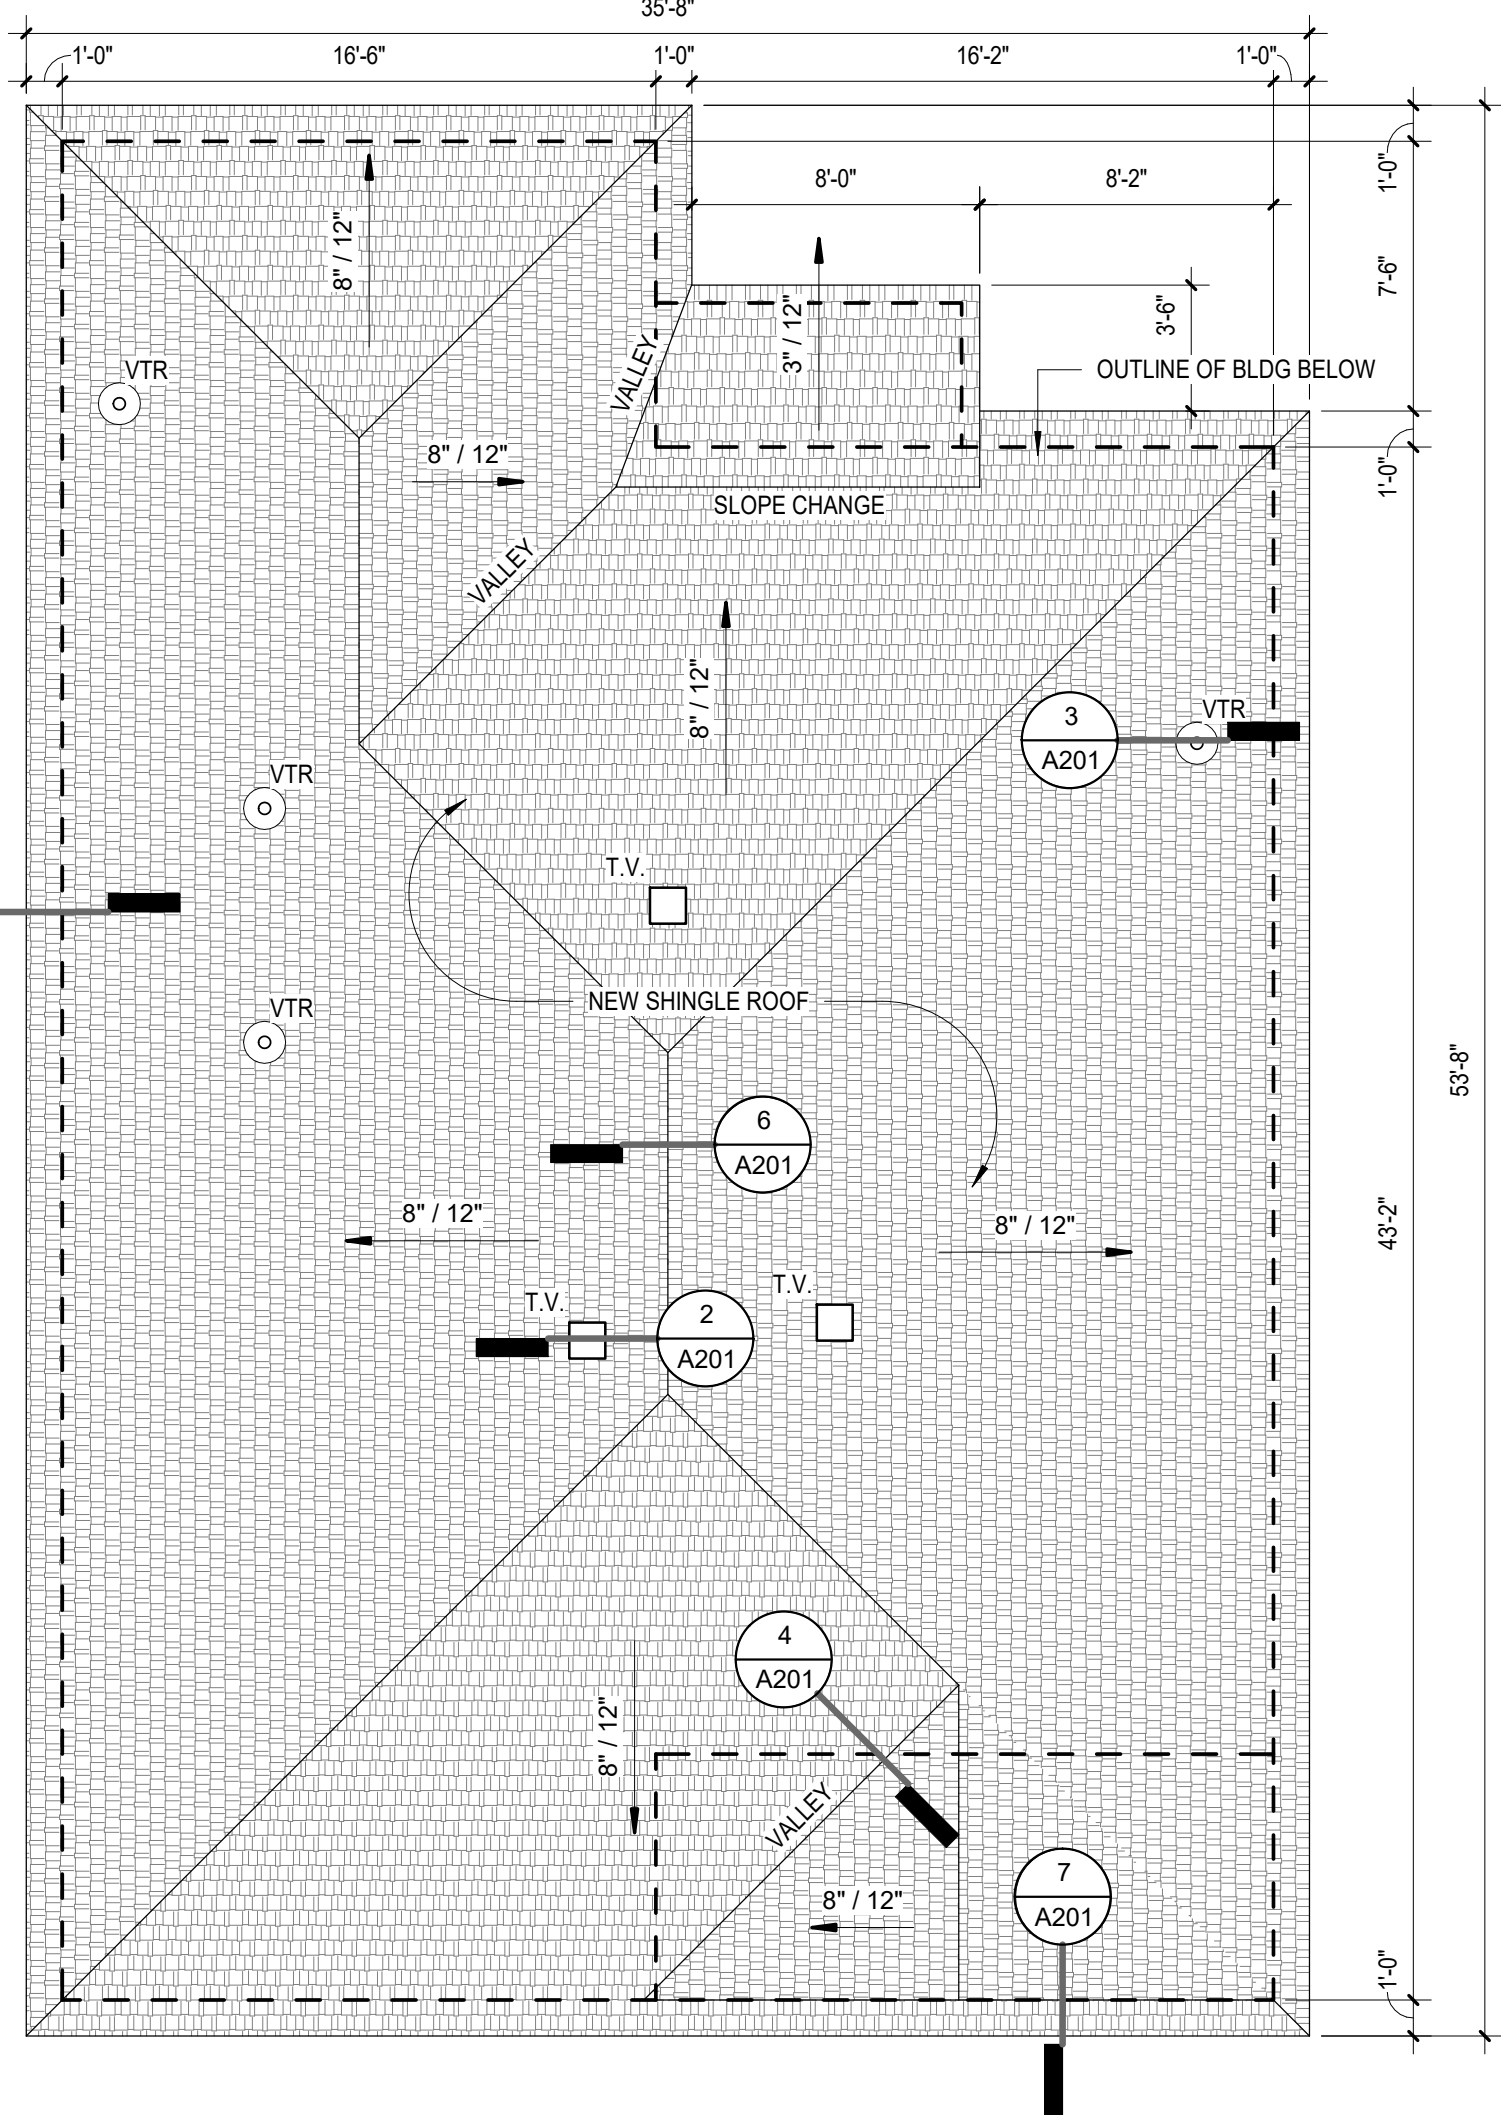 35'-8"
1'-0"
16'-6"
1'-0"
16'-2"
1'-0"
1'-0"
8'-0"
8'-2"
8" / 12"
3" / 12"
3'-6"
7'-6"
VALLEY
VTR
OUTLINE OF BLDG BELOW
8" / 12"
1'-0"
SLOPE CHANGE
VALLEY
8" / 12"
3
A201
VTR
VTR
T.V.
NEW SHINGLE ROOF
VTR
53'-8"
6
A201
8" / 12"
8" / 12"
43'-2"
T.V.
T.V.
2
A201
4
A201
8" / 12"
VALLEY
7
A201
8" / 12"
1'-0"